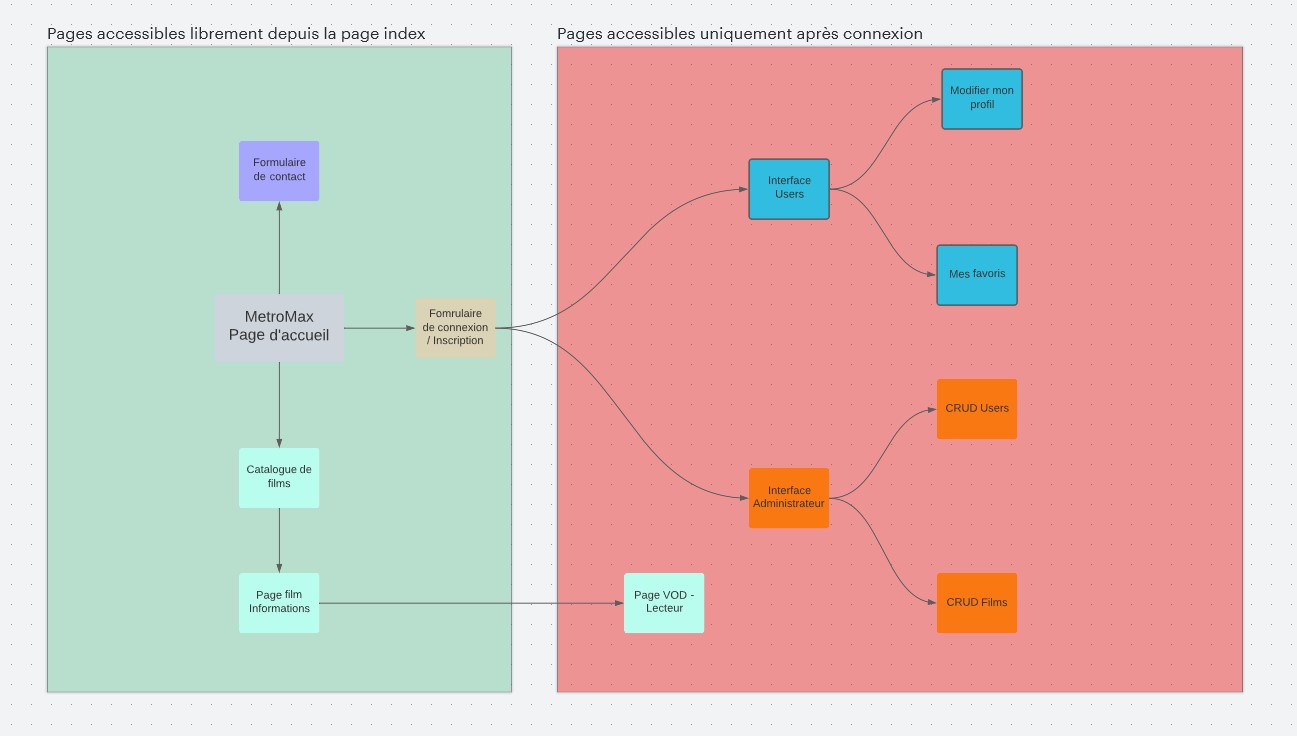 Pages accessibles librement depuis la page index
Pages accessibles uniquement après connexion
Modifier mon
profil
Formulaire
de contact
Interface
Users
Mes favoris
MetroMax
Page d'accueil
Fomrulaire
de connexion
/ Inscription
CRUD Users
Catalogue de
films
Interface
Administrateur
Page film
Informations
Page VOD -
Lecteur
CRUD Films